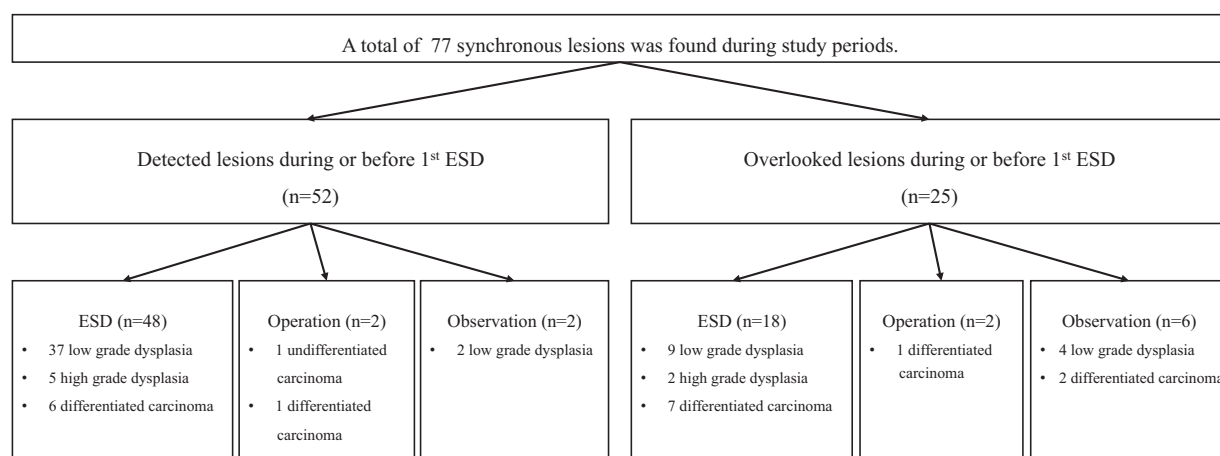 A total of 77 synchronous lesions was found during study periods.
Detected lesions during or before 1st ESD
(n=52)
Overlooked lesions during or before 1st ESD
(n=25)
ESD (n=48)
• 37 low grade dysplasia
• 5 high grade dysplasia
• 6 differentiated carcinoma
Operation (n=2)
• 1 undifferentiated
carcinoma
• 1 differentiated
carcinoma
Observation (n=2)
• 2 low grade dysplasia
ESD (n=18)
• 9 low grade dysplasia
• 2 high grade dysplasia
• 7 differentiated carcinoma
Operation (n=2)
• 1 differentiated
carcinoma
Observation (n=6)
• 4 low grade dysplasia
• 2 differentiated carcinoma